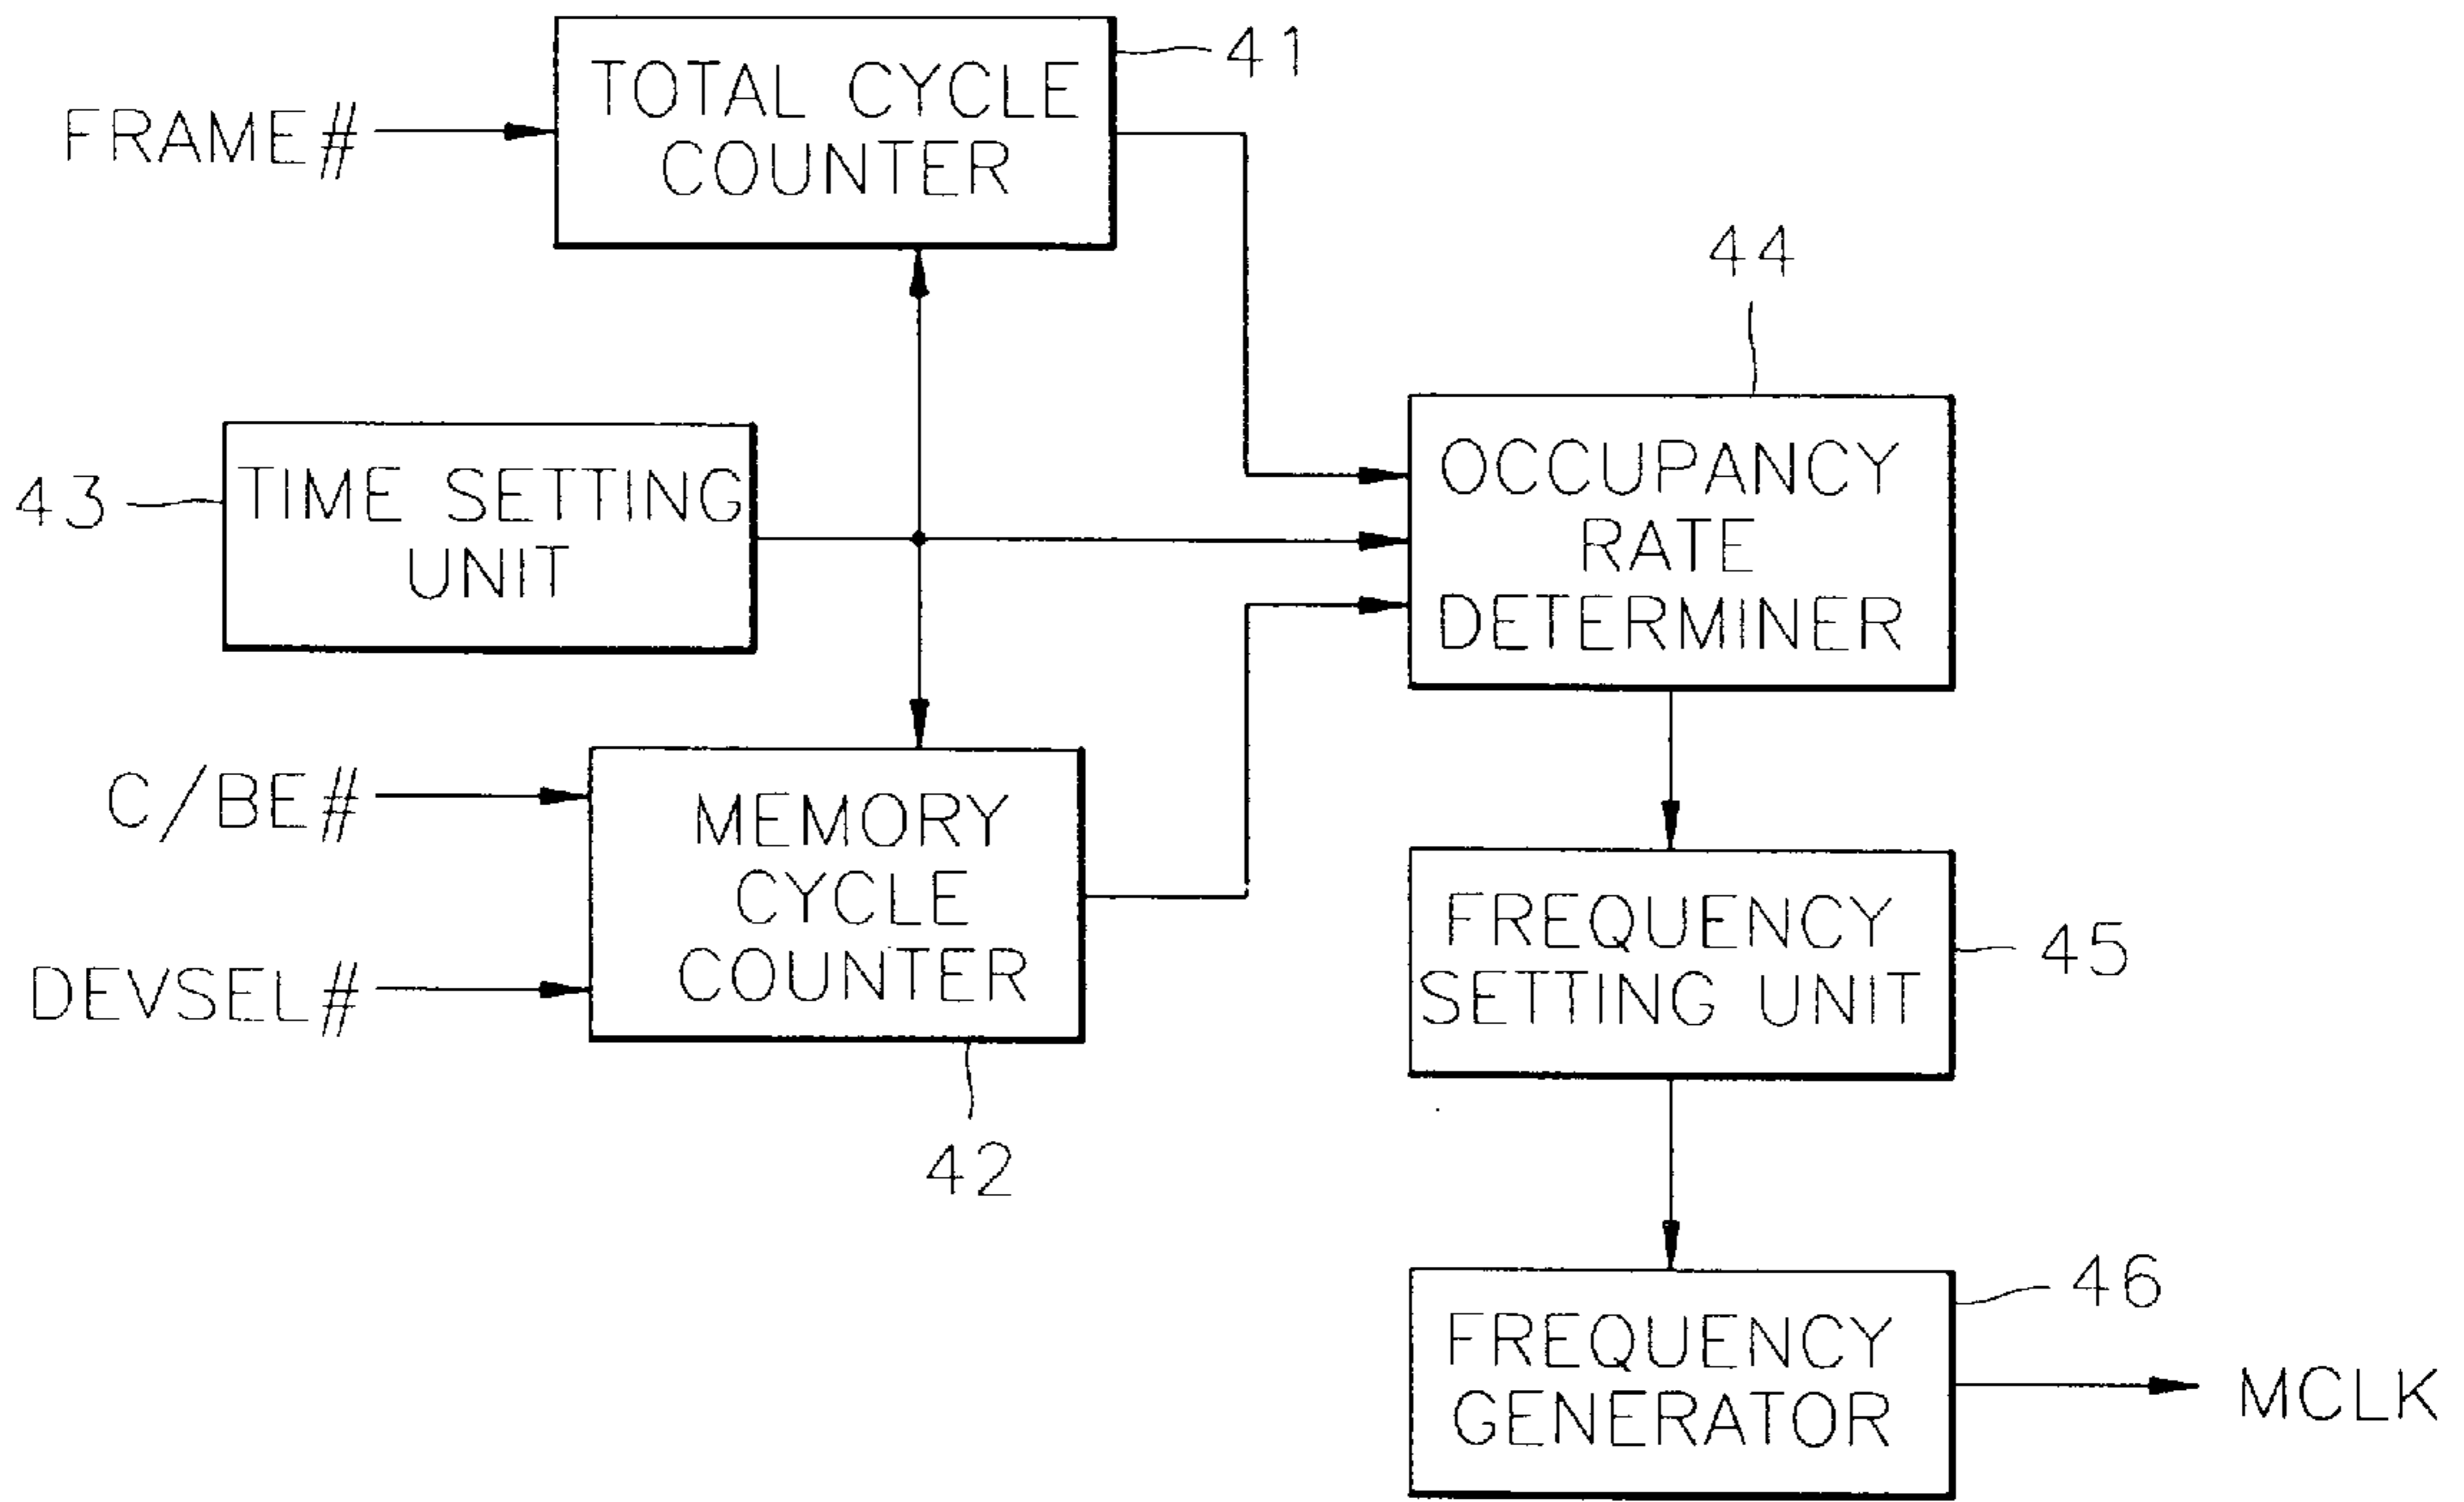 TOTAL CYCLE
COUNTER
41
FRAME#
44
TIME SETTING
UNIT
43
OCCUPANCY
RATE
DETERMINER
C/BE#
DEVSEL#
MEMORY
CYCLE
COUNTER
42
FREQUENCY
SETTING UNIT
45
FREQUENCY
GENERATOR
46
MCLK